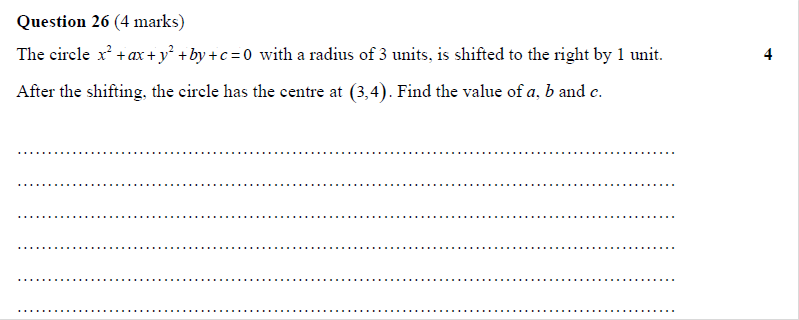 Question 26 (4 marks)
The circle x² + ax + y² + by + c = 0 with a radius of 3 units, is shifted to the right by 1 unit. 4
After the shifting, the circle has the centre at (3,4). Find the value of a, b and c.